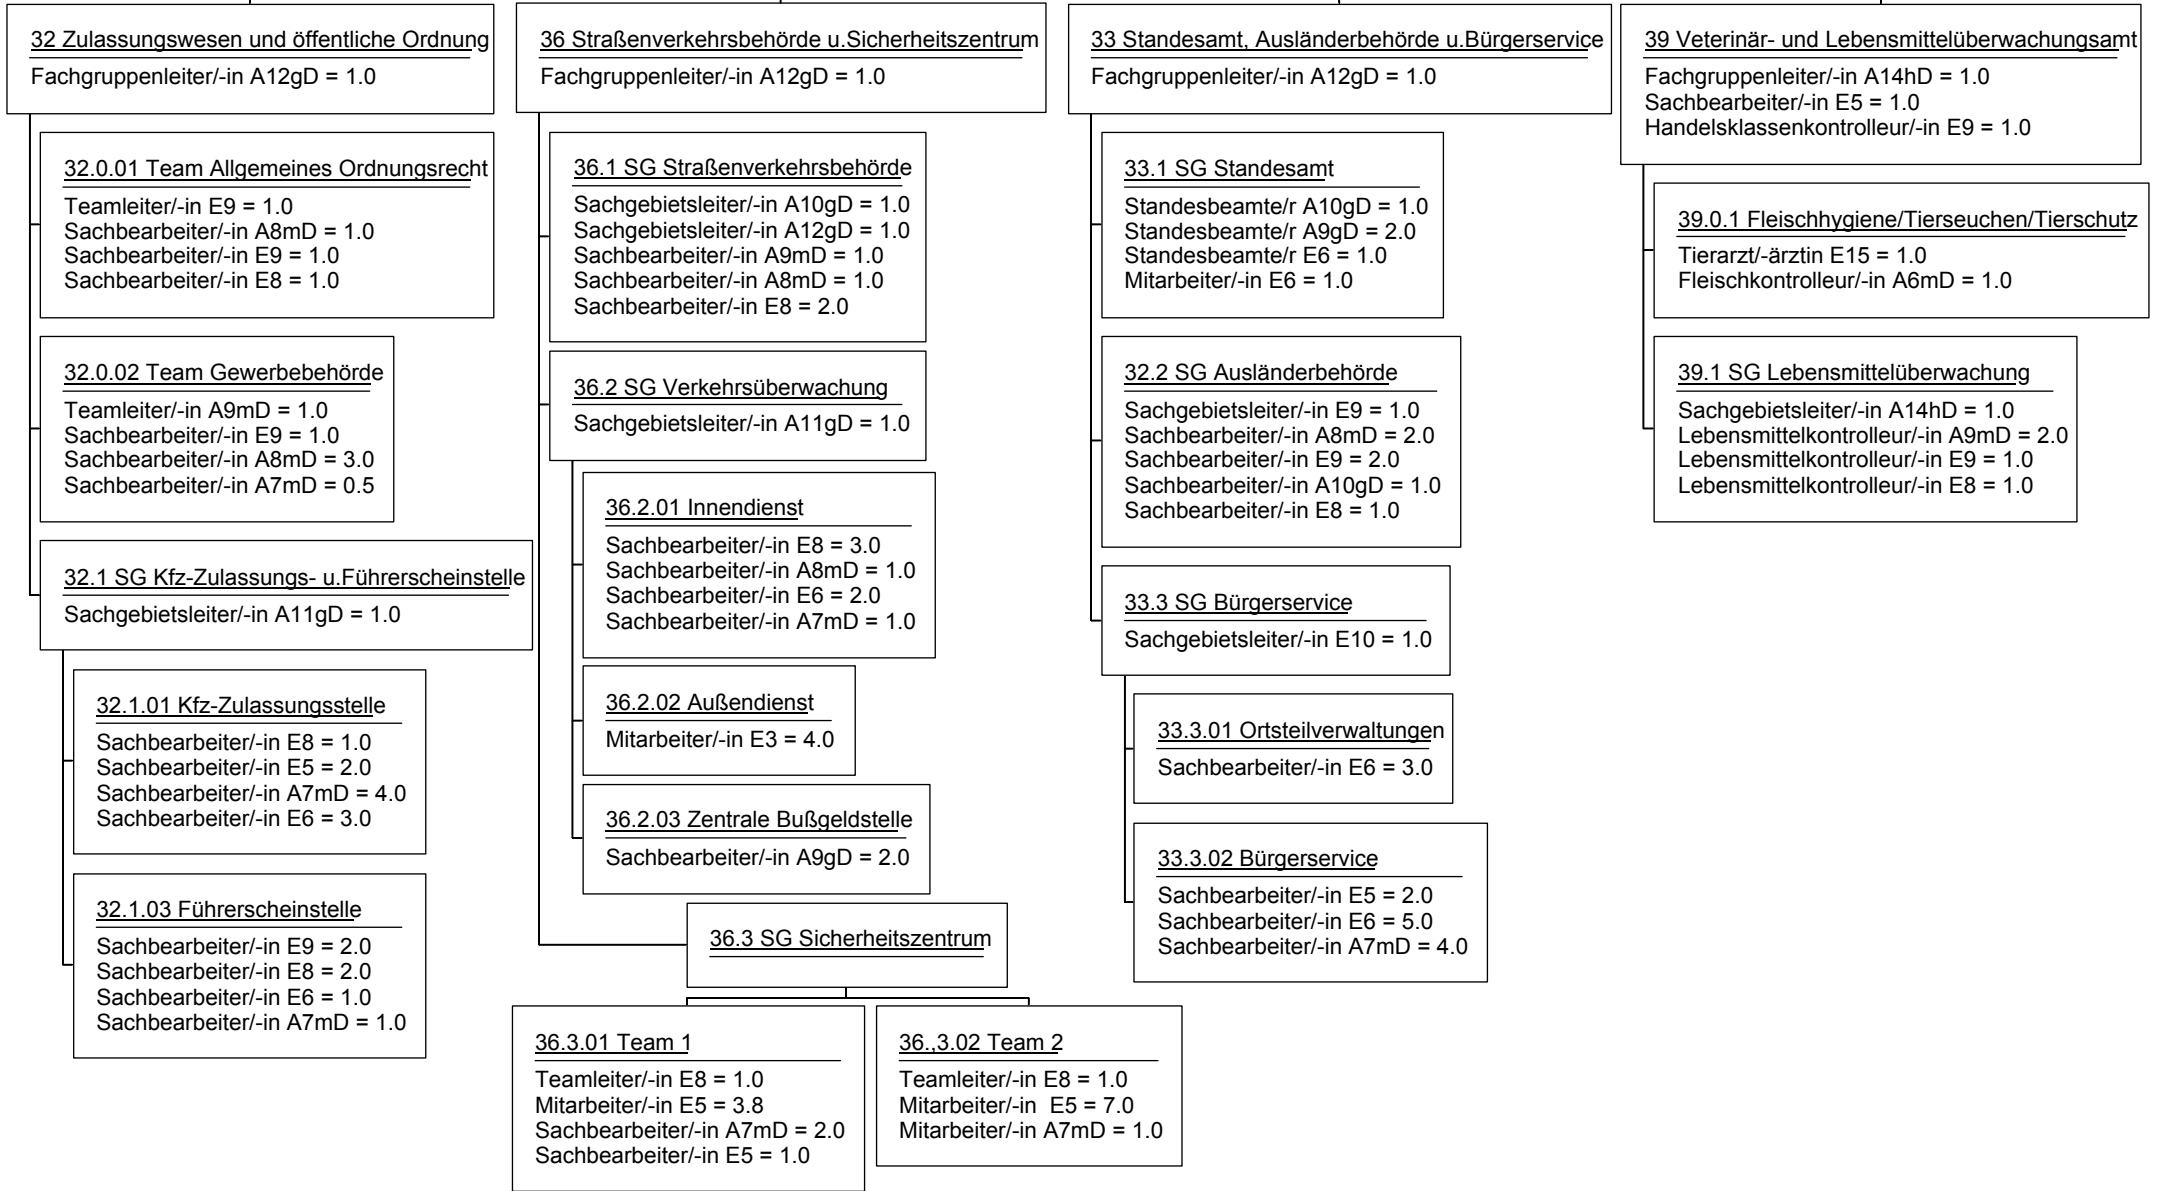 32 Zulassungswesen und öffentliche Ordnung
Fachgruppenleiter/-in A12gD = 1.0
32.0.01 Team Allgemeines Ordnungsrecht
Teamleiter/-in E9 = 1.0
Sachbearbeiter/-in A8mD = 1.0
Sachbearbeiter/-in E9 = 1.0
Sachbearbeiter/-in E8 = 1.0
32.0.02 Team Gewerbebehörde
Teamleiter/-in A9mD = 1.0
Sachbearbeiter/-in E9 = 1.0
Sachbearbeiter/-in A8mD = 3.0
Sachbearbeiter/-in A7mD = 0.5
32.1 SG Kfz-Zulassungs- u.Führerscheinstelle
Sachgebietsleiter/-in A11gD = 1.0
32.1.01 Kfz-Zulassungsstelle
Sachbearbeiter/-in E8 = 1.0
Sachbearbeiter/-in E5 = 2.0
Sachbearbeiter/-in A7mD = 4.0
Sachbearbeiter/-in E6 = 3.0
32.1.03 Führerscheinstelle
Sachbearbeiter/-in E9 = 2.0
Sachbearbeiter/-in E8 = 2.0
Sachbearbeiter/-in E6 = 1.0
Sachbearbeiter/-in A7mD = 1.0
36 Straßenverkehrsbehörde u.Sicherheitszentrum
Fachgruppenleiter/-in A12gD = 1.0
36.1 SG Straßenverkehrsbehörde
Sachgebietsleiter/-in A10gD = 1.0
Sachgebietsleiter/-in A12gD = 1.0
Sachbearbeiter/-in A9mD = 1.0
Sachbearbeiter/-in A8mD = 1.0
Sachbearbeiter/-in E8 = 2.0
36.2 SG Verkehrsüberwachung
Sachgebietsleiter/-in A11gD = 1.0
36.2.01 Innendienst
Sachbearbeiter/-in E8 = 3.0
Sachbearbeiter/-in A8mD = 1.0
Sachbearbeiter/-in E6 = 2.0
Sachbearbeiter/-in A7mD = 1.0
36.2.02 Außendienst
Mitarbeiter/-in E3 = 4.0
36.2.03 Zentrale Bußgeldstelle
Sachbearbeiter/-in A9gD = 2.0
36.3 SG Sicherheitszentrum
36.3.01 Team 1
Teamleiter/-in E8 = 1.0
Mitarbeiter/-in E5 = 3.8
Sachbearbeiter/-in A7mD = 2.0
Sachbearbeiter/-in E5 = 1.0
36.,3.02 Team 2
Teamleiter/-in E8 = 1.0
Mitarbeiter/-in  E5 = 7.0
Mitarbeiter/-in A7mD = 1.0
33 Standesamt, Ausländerbehörde u.Bürgerservice
Fachgruppenleiter/-in A12gD = 1.0
33.1 SG Standesamt
Standesbeamte/r A10gD = 1.0
Standesbeamte/r A9gD = 2.0
Standesbeamte/r E6 = 1.0
Mitarbeiter/-in E6 = 1.0
32.2 SG Ausländerbehörde
Sachgebietsleiter/-in E9 = 1.0
Sachbearbeiter/-in A8mD = 2.0
Sachbearbeiter/-in E9 = 2.0
Sachbearbeiter/-in A10gD = 1.0
Sachbearbeiter/-in E8 = 1.0
33.3 SG Bürgerservice
Sachgebietsleiter/-in E10 = 1.0
33.3.01 Ortsteilverwaltungen
Sachbearbeiter/-in E6 = 3.0
33.3.02 Bürgerservice
Sachbearbeiter/-in E5 = 2.0
Sachbearbeiter/-in E6 = 5.0
Sachbearbeiter/-in A7mD = 4.0
39 Veterinär- und Lebensmittelüberwachungsamt
Fachgruppenleiter/-in A14hD = 1.0
Sachbearbeiter/-in E5 = 1.0
Handelsklassenkontrolleur/-in E9 = 1.0
39.0.1 Fleischhygiene/Tierseuchen/Tierschutz
Tierarzt/-ärztin E15 = 1.0
Fleischkontrolleur/-in A6mD = 1.0
39.1 SG Lebensmittelüberwachung
Sachgebietsleiter/-in A14hD = 1.0
Lebensmittelkontrolleur/-in A9mD = 2.0
Lebensmittelkontrolleur/-in E9 = 1.0
Lebensmittelkontrolleur/-in E8 = 1.0